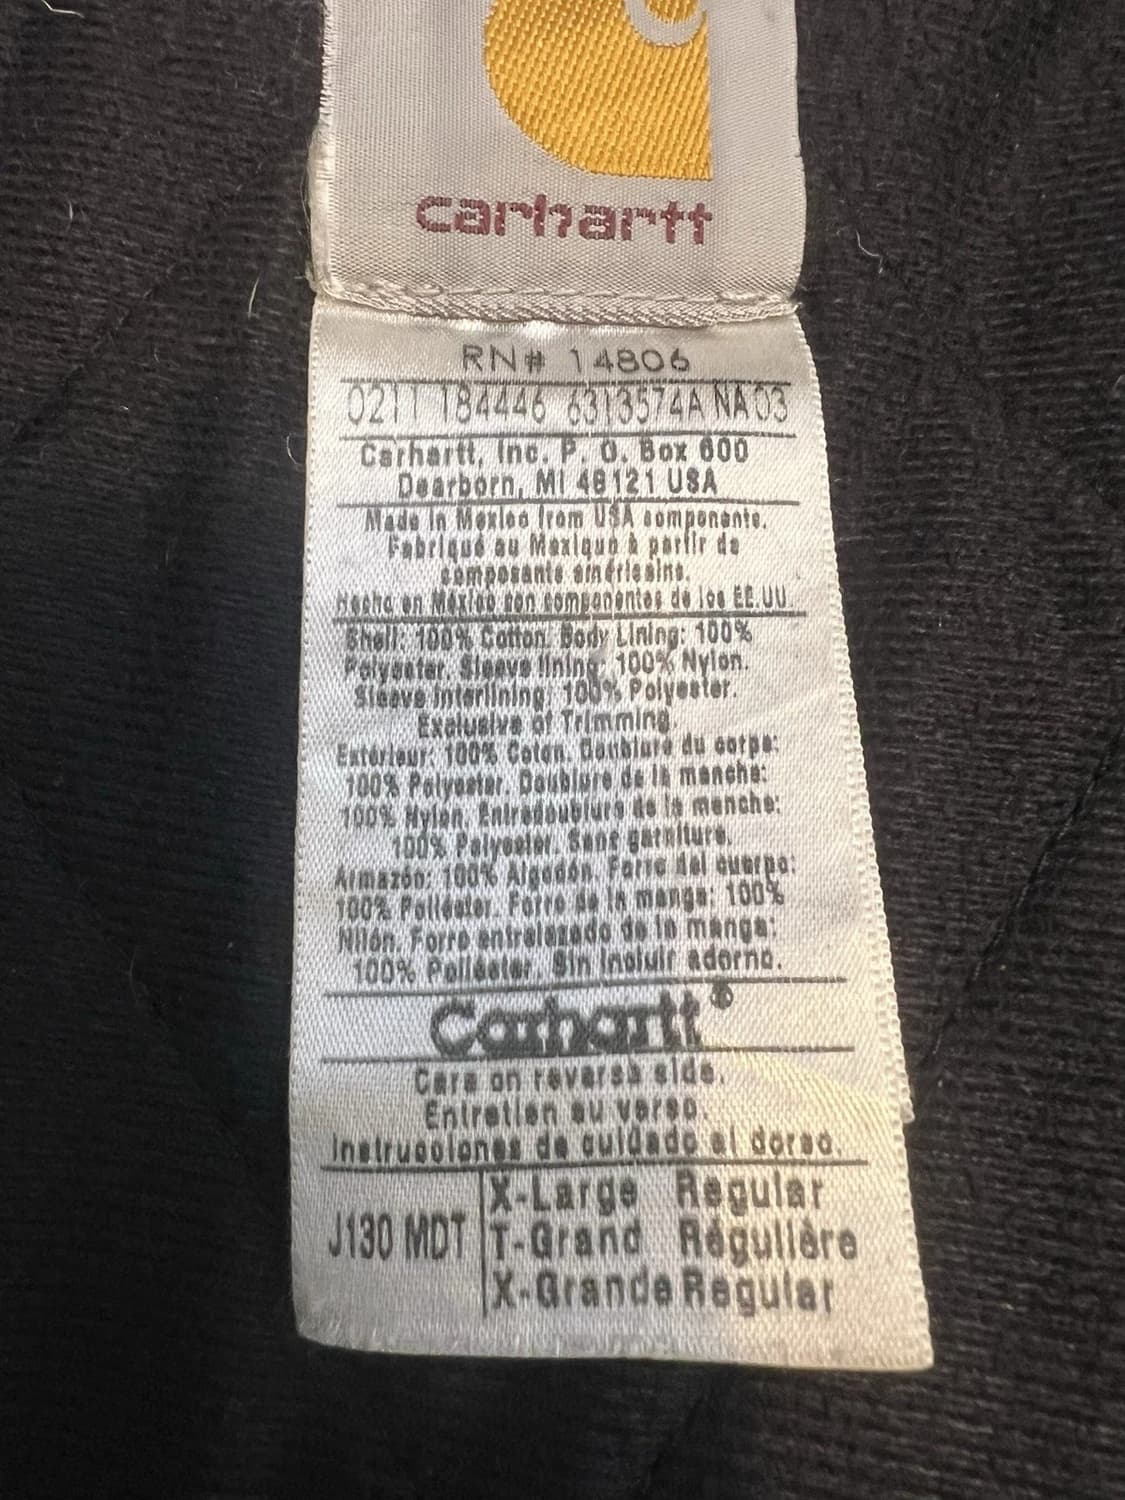 carhartt
RN# 14806
0211 184446 6313574A NA03
Carhartt, Inc. P. O. Box 600
Dearborn, MI 48121 USA
Made in Mexico from USA components.
Fabriqué au Mexique à partir de
composants américains.
Hecho en México con componentes de los EE.UU
Shell: 100% Cotton. Body Lining: 100%
Polyester. Sleeve lining: 100% Nylon.
Sleeve Interlining: 100% Polyester.
Exclusive of Trimming.
Extérieur: 100% Coton. Doublure du corps:
100% Polyester. Doublure de la manche:
100% Nylon. Entredoublure de la manche:
100% Polyester. Sans garniture.
Armazón: 100% Algodón. Forro del cuerpo:
100% Poliéster. Forro de la manga: 100%
Nilón. Forro entrelazado de la manga:
100% Poliéster. Sin incluir adorno.
Carhartt®
Care on reverse side.
Entretien au verso.
Instrucciones de cuidado al dorso.
J130 MDT
X-Large Regular
T-Grand Régulière
X-Grande Regular